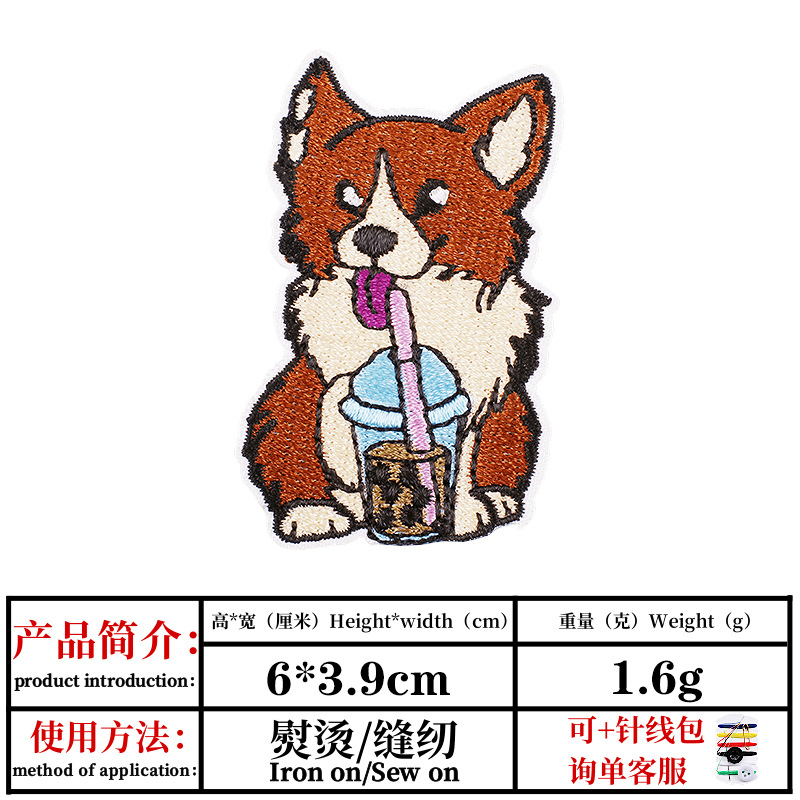 产品简介：
product introduction：
高*宽（厘米）Height*width（cm）
重量（克）Weight（g）
6*3.9cm
1.6g
使用方法：
method of application：
熨烫/缝纫
Iron on/Sew on
可+针线包
询单客服